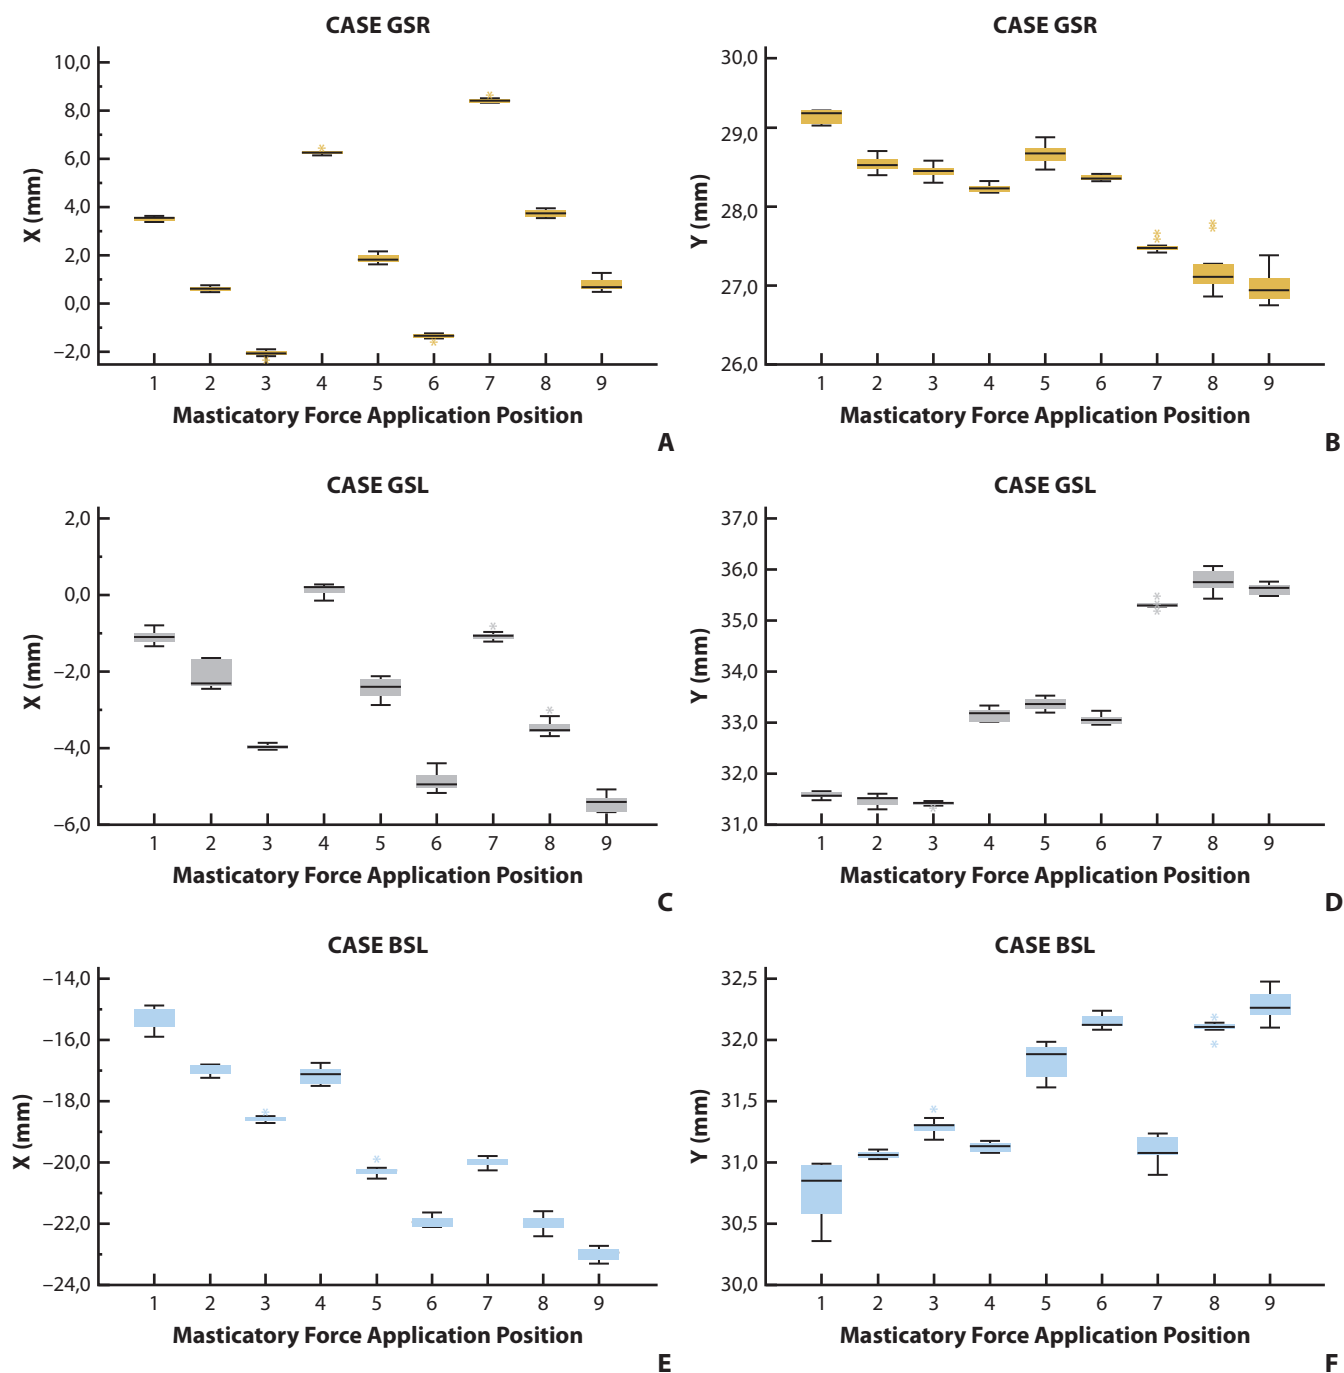 CASE GSR
10,0
8,0
6,0
4,0
2,0
0,0
–2,0
X (mm)
1 2 3 4 5 6 7 8 9
Masticatory Force Application Position
A
CASE GSR
30,0
29,0
28,0
27,0
26,0
Y (mm)
1 2 3 4 5 6 7 8 9
Masticatory Force Application Position
B
CASE GSL
2,0
0,0
–2,0
–4,0
–6,0
X (mm)
1 2 3 4 5 6 7 8 9
Masticatory Force Application Position
C
CASE GSL
37,0
36,0
35,0
34,0
33,0
32,0
31,0
Y (mm)
1 2 3 4 5 6 7 8 9
Masticatory Force Application Position
D
CASE BSL
–14,0
–16,0
–18,0
–20,0
–22,0
–24,0
X (mm)
1 2 3 4 5 6 7 8 9
Masticatory Force Application Position
E
CASE BSL
32,5
32,0
31,5
31,0
30,5
30,0
Y (mm)
1 2 3 4 5 6 7 8 9
Masticatory Force Application Position
F